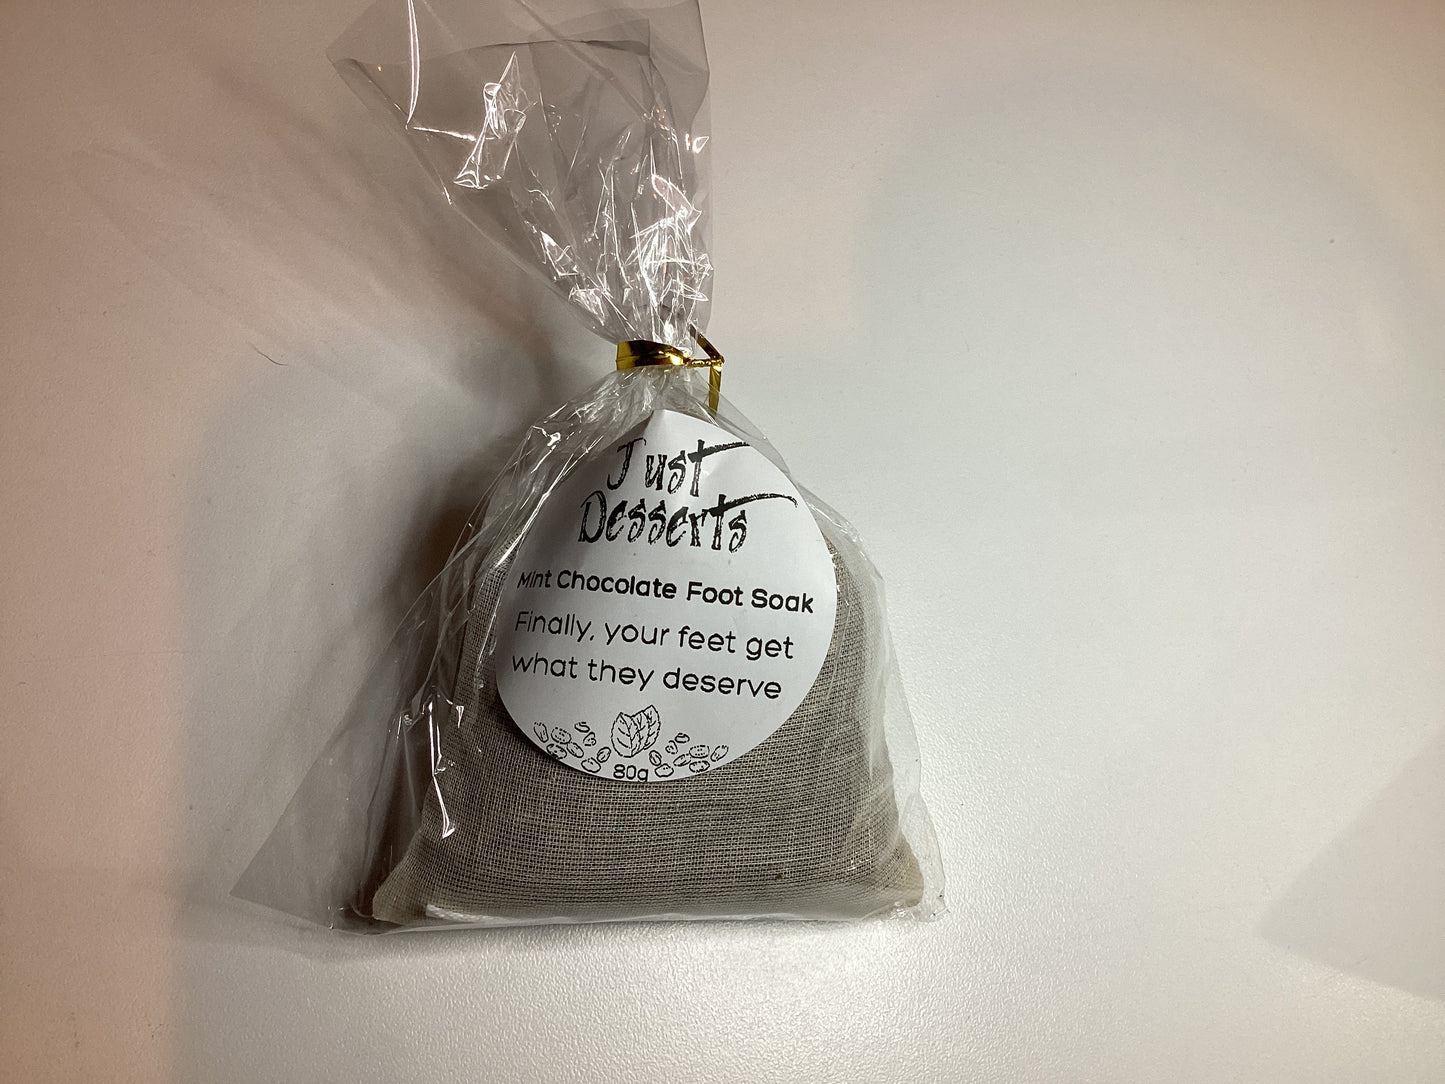 Just
Desserts
Mint Chocolate Foot Soak
Finally, your feet get
what they deserve
80g